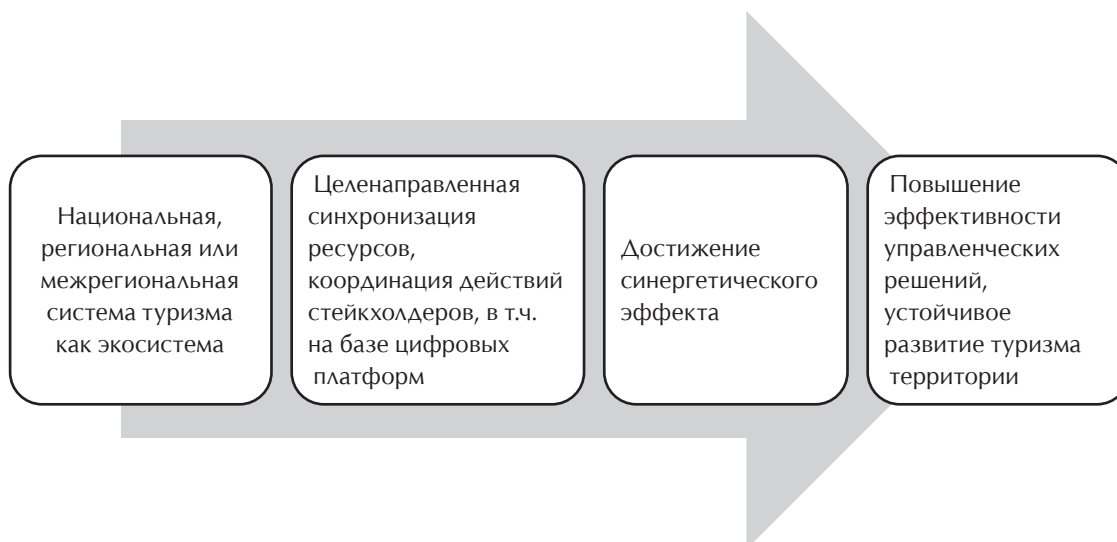 Национальная,
региональная или
межрегиональная
система туризма
как экосистема
Целенаправленная
синхронизация
ресурсов,
координация действий
стейкхолдеров, в т.ч.
на базе цифровых
платформ
Достижение
синергетического
эффекта
Повышение
эффективности
управленческих
решений,
устойчивое
развитие туризма
территории